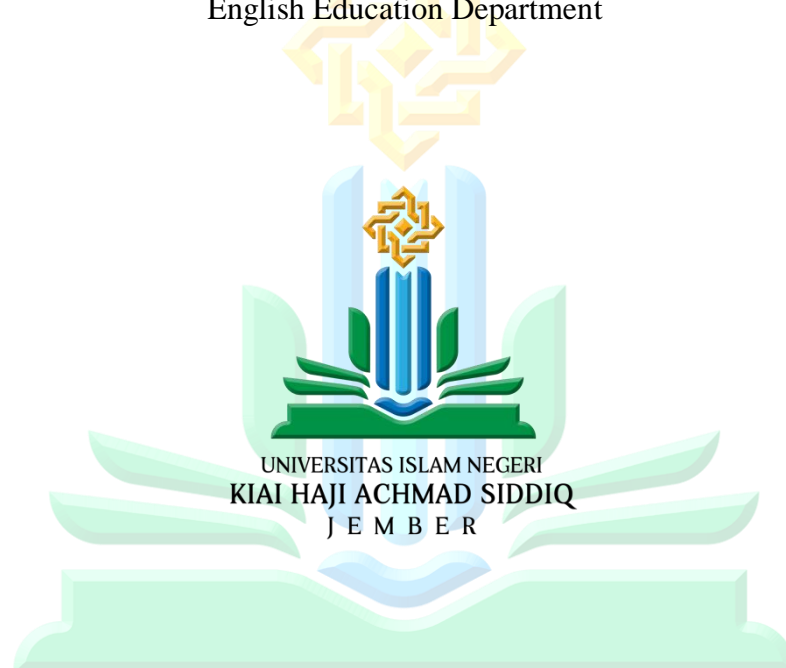 English Education Department
UNIVERSITAS ISLAM NEGERI
KIAI HAJI ACHMAD SIDDIQ
J E M B E R